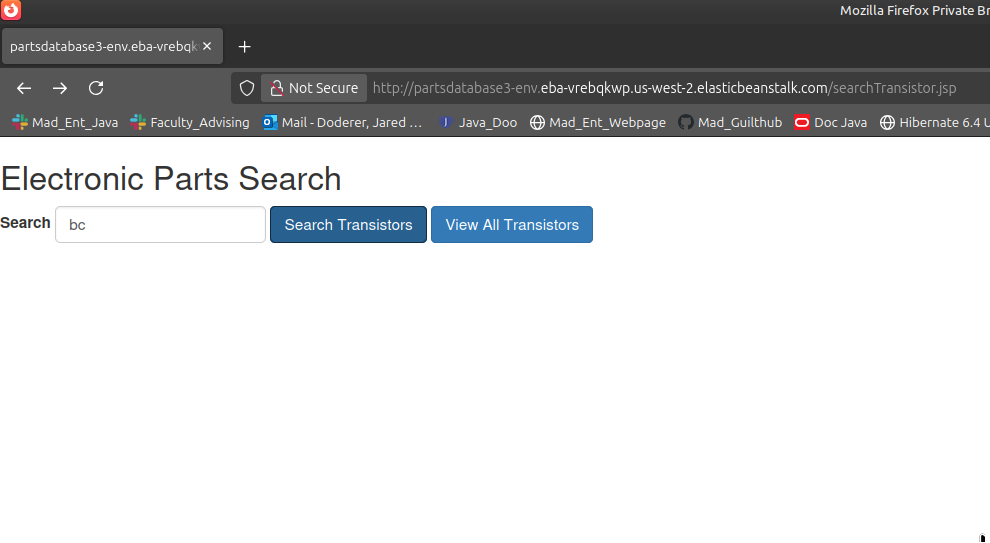 Mozilla Firefox Private Br
partsdatabase3-env.eba-vrebqk
Not Secure http://partsdatabase3-env.eba-vrebqkwp.us-west-2.elasticbeanstalk.com/searchTransistor.jsp
Mad_Ent_Java Faculty_Advising Mail - Doderer, Jared ... Java_Doo Mad_Ent_Webpage Mad_Guilthub Doc Java Hibernate 6.4 U
Electronic Parts Search
Search bc Search Transistors View All Transistors